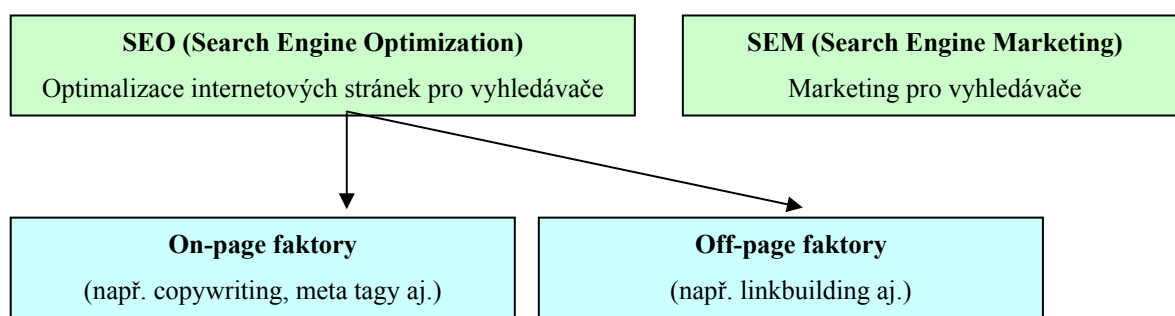 SEO (Search Engine Optimization)
Optimalizace internetových stránek pro vyhledávače
SEM (Search Engine Marketing)
Marketing pro vyhledávače
On-page faktory
(např. copywriting, meta tagy aj.)
Off-page faktory
(např. linkbuilding aj.)